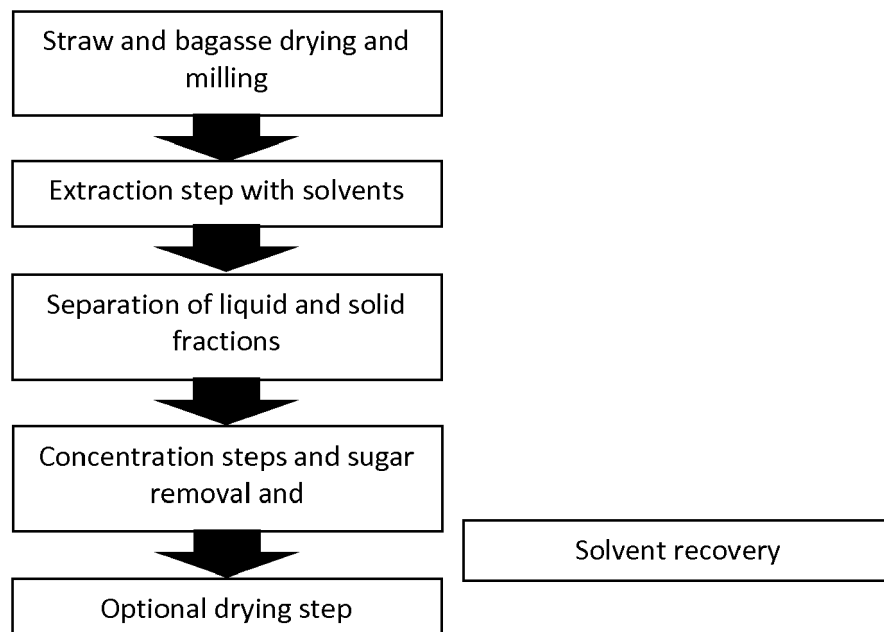 Straw and bagasse drying and
milling
Extraction step with solvents
Separation of liquid and solid
fractions
Concentration steps and sugar
removal and
Solvent recovery
Optional drying step